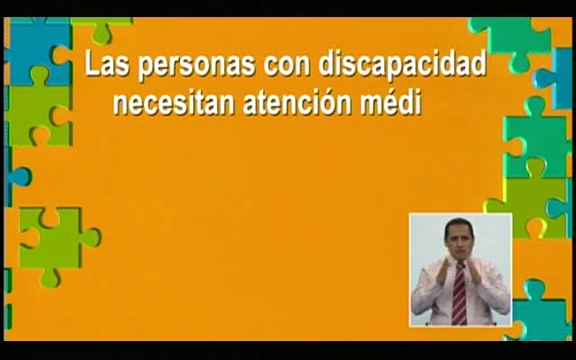 Las personas con discapacidad
necesitan atención médi